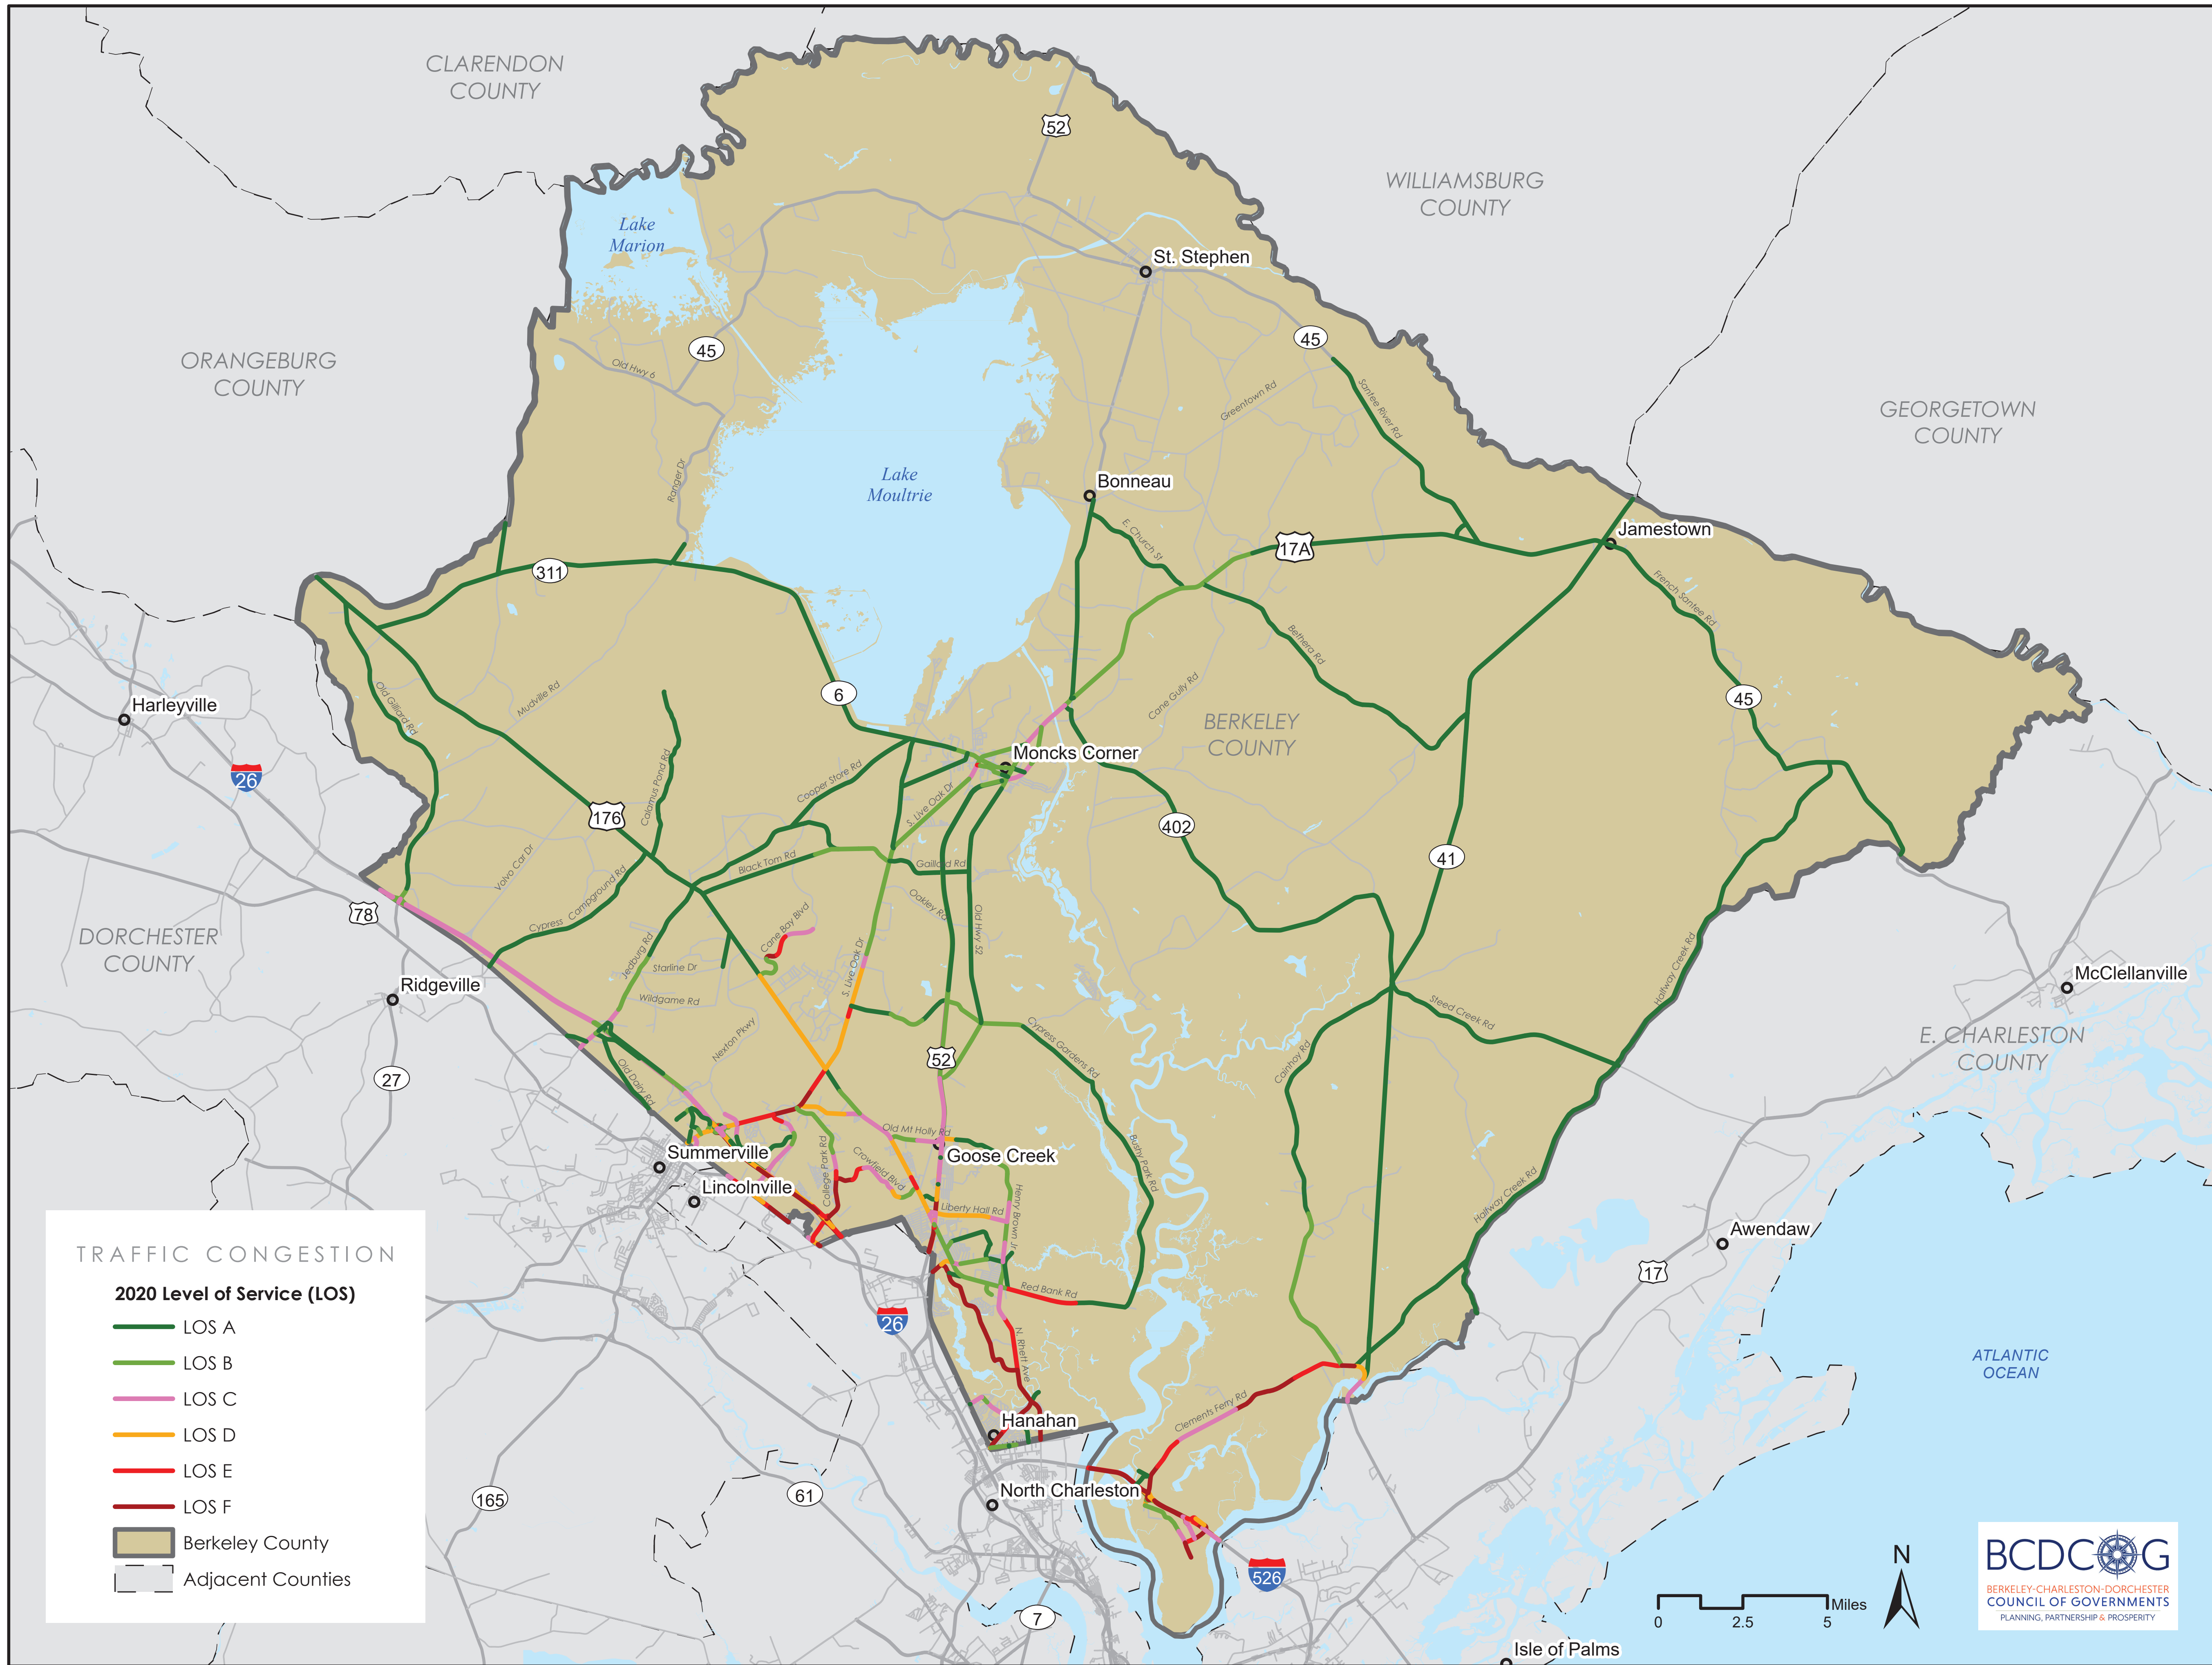 CLARENDON
COUNTY
52
WILLIAMSBURG
COUNTY
Lake
Marion
St. Stephen
45
45
ORANGEBURG
COUNTY
Old Hwy 6
Santee River Rd
Greentown Rd
GEORGETOWN
COUNTY
Ranger Dr
Lake
Moultrie
Bonneau
E. Church St
17A
Jamestown
311
French Santee Rd
Bethera Rd
Old Gilliard Rd
Mudville Rd
6
Cane Gully Rd
45
Harleyville
BERKELEY
COUNTY
Moncks Corner
26
Calamus Pond Rd
Cooper Store Rd
S. Live Oak Dr
176
402
41
Volvo Car Dr
Black Tom Rd
Gaillard Rd
Cypress Campground Rd
78
Oakley Rd
Old Hwy 52
Cane Bay Blvd
DORCHESTER
COUNTY
Jedburg Rd
Starline Dr
S. Live Oak Dr
Halfway Creek Rd
McClellanville
Ridgeville
Wildgame Rd
Steed Creek Rd
Nexton Pkwy
52
Cypress Gardens Rd
Cainhoy Rd
E. CHARLESTON
COUNTY
27
Old Dairy Rd
Old Mt Holly Rd
Goose Creek
Summerville
College Park Rd
Crowfield Blvd
Bushy Park Rd
Lincolnville
Liberty Hall Rd
Henry Brown Jr
Halfway Creek Rd
Awendaw
17
Red Bank Rd
26
N. Rhett Ave
ATLANTIC
OCEAN
Clements Ferry Rd
Hanahan
165
61
North Charleston
526
7
Isle of Palms
TRAFFIC CONGESTION
2020 Level of Service (LOS)
LOS A
LOS B
LOS C
LOS D
LOS E
LOS F
Berkeley County
Adjacent Counties
0 2.5 5 Miles
N
BCDCOG
BERKELEY-CHARLESTON-DORCHESTER
COUNCIL OF GOVERNMENTS
PLANNING, PARTNERSHIP & PROSPERITY